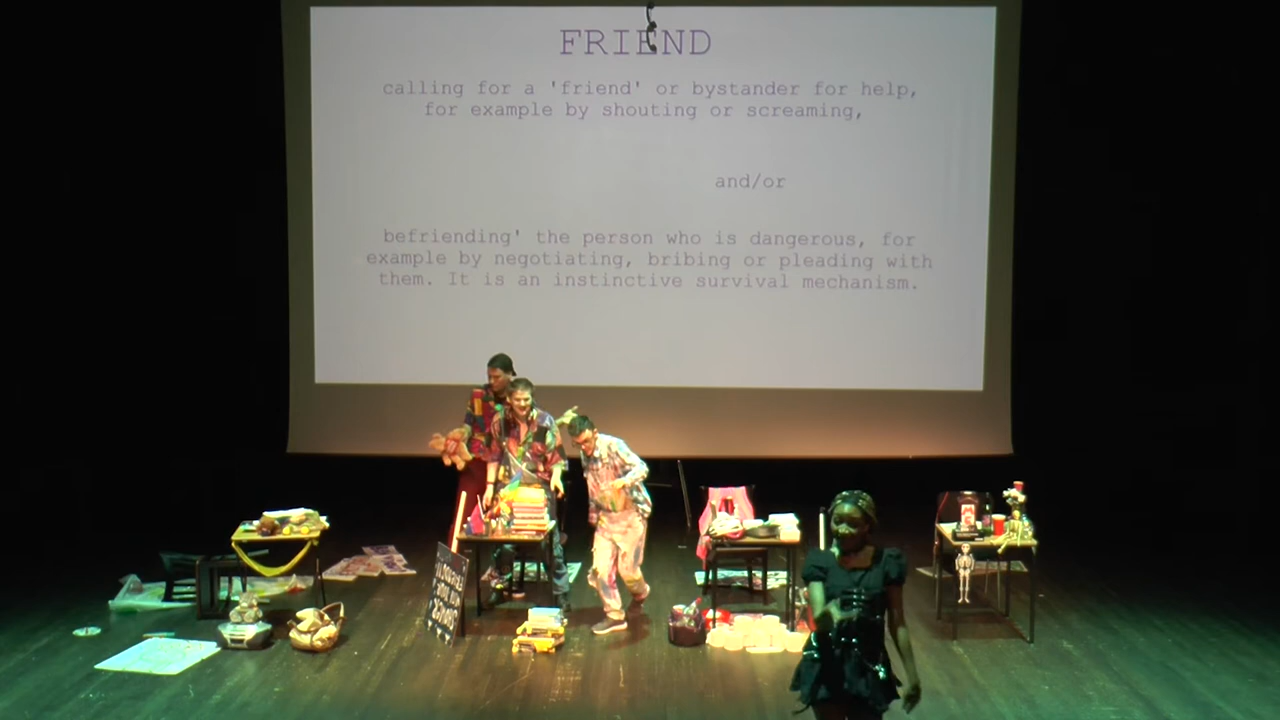 FRIEND
calling for a 'friend' or bystander for help,
for example by shouting or screaming,
and/or
befriending' the person who is dangerous, for
example by negotiating, bribing or pleading with
them. It is an instinctive survival mechanism.